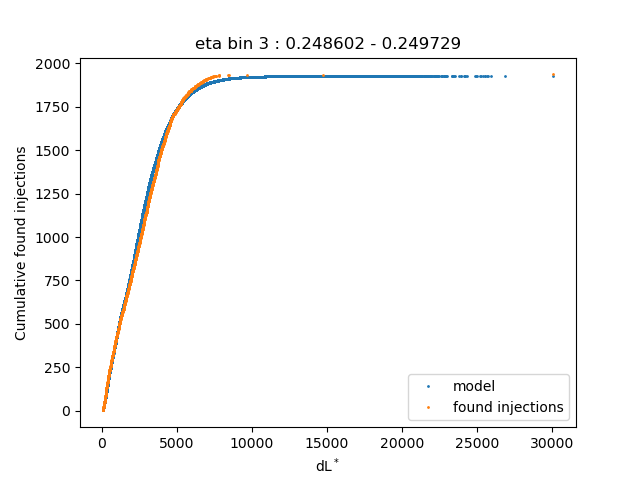 eta bin 3 : 0.248602 - 0.249729
2000
1750
1500
1250
1000
750
500
250
0
Cumulative found injections
model
found injections
0 5000 10000 15000 20000 25000 30000
dL*